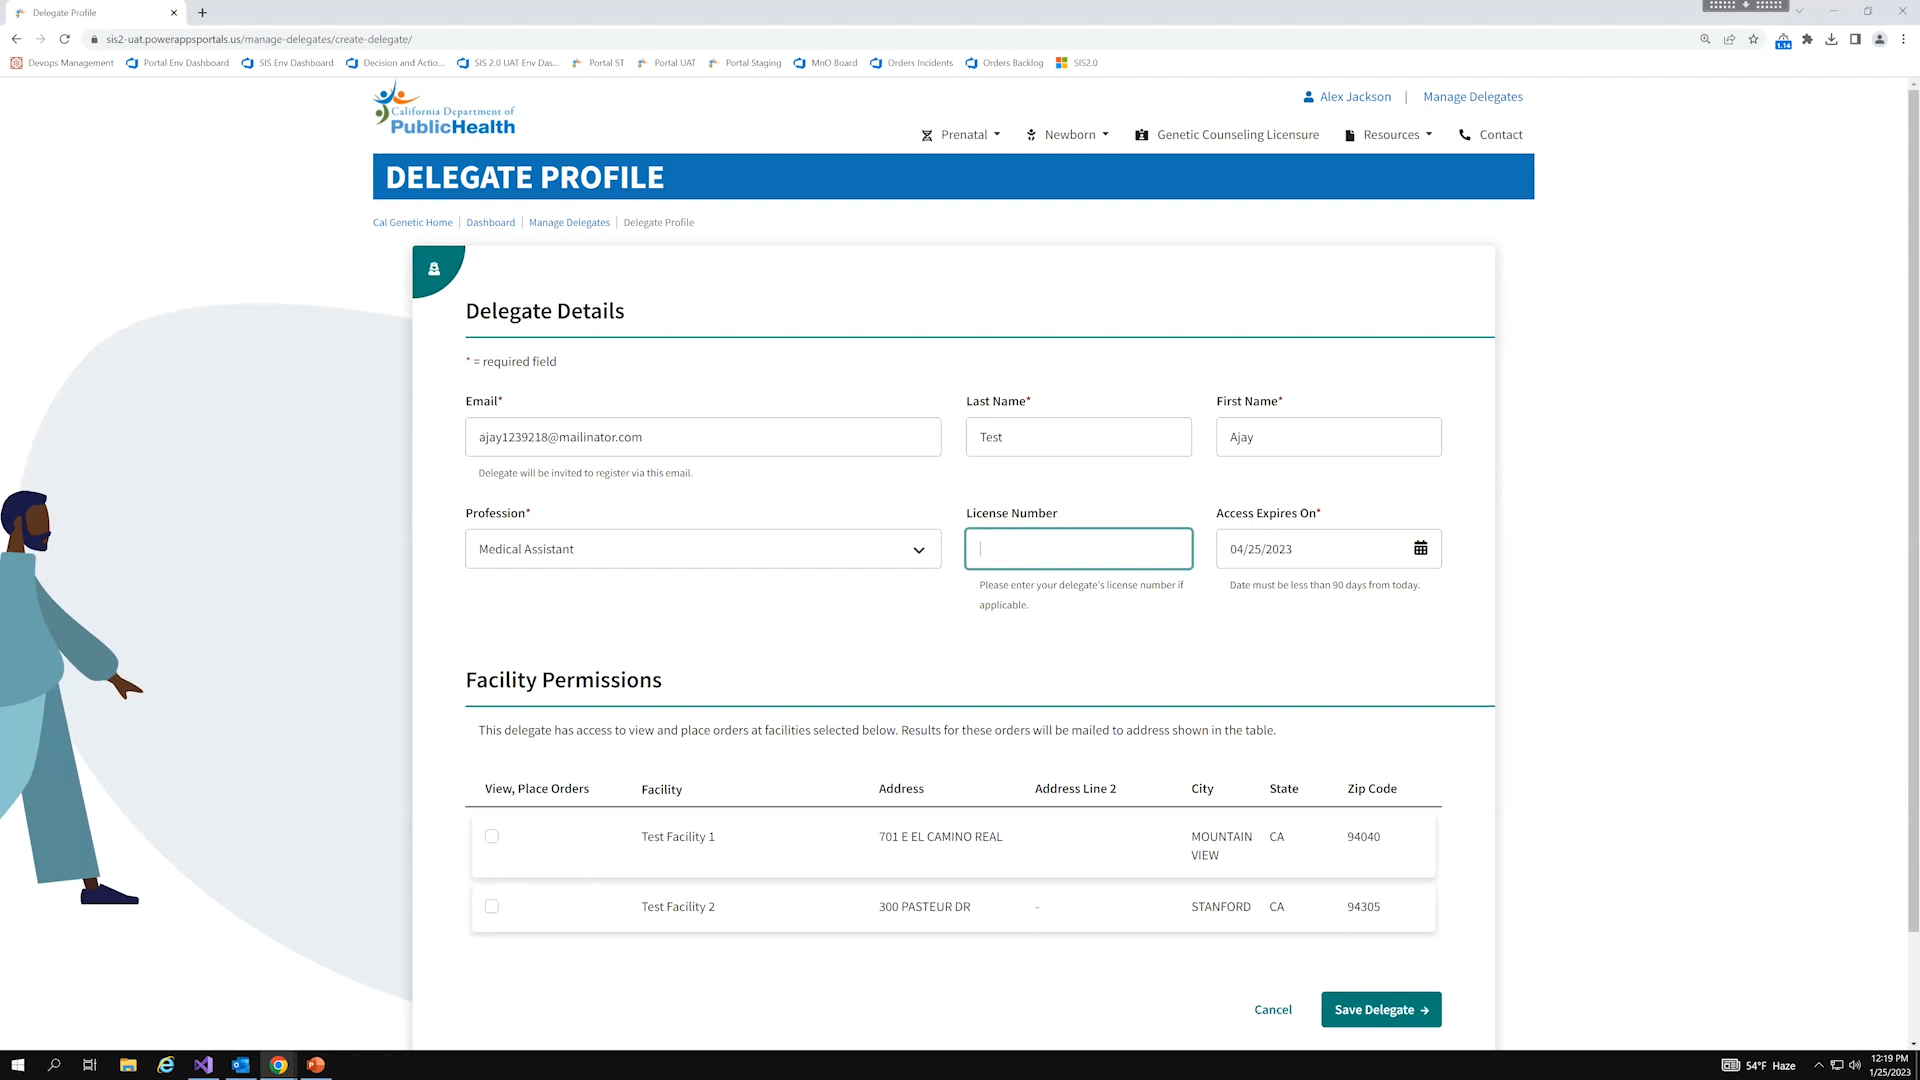 Delegate Profile
sis2-uat.powerappsportals.us/manage-delegates/create-delegate/
1.14
Devops Management
Portal Env Dashboard
SIS Env Dashboard
Decision and Actio...
SIS 2.0 UAT Env Das...
Portal ST
Portal UAT
Portal Staging
MnO Board
Orders Incidents
Orders Backlog
SIS2.0
California Department of
PublicHealth
Alex Jackson | Manage Delegates
Prenatal
Newborn
Genetic Counseling Licensure
Resources
Contact
DELEGATE PROFILE
Cal Genetic Home | Dashboard | Manage Delegates | Delegate Profile
Delegate Details
* = required field
Email*
Last Name*
First Name*
ajay1239218@mailinator.com
Test
Ajay
Delegate will be invited to register via this email.
Profession*
License Number
Access Expires On*
Medical Assistant
04/25/2023
Please enter your delegate's license number if
applicable.
Date must be less than 90 days from today.
Facility Permissions
This delegate has access to view and place orders at facilities selected below. Results for these orders will be mailed to address shown in the table.
View, Place Orders Facility Address Address Line 2 City State Zip Code
Test Facility 1 701 E EL CAMINO REAL MOUNTAIN VIEW CA 94040
Test Facility 2 300 PASTEUR DR - STANFORD CA 94305
Cancel
Save Delegate →
54°F Haze
12:19 PM
1/25/2023